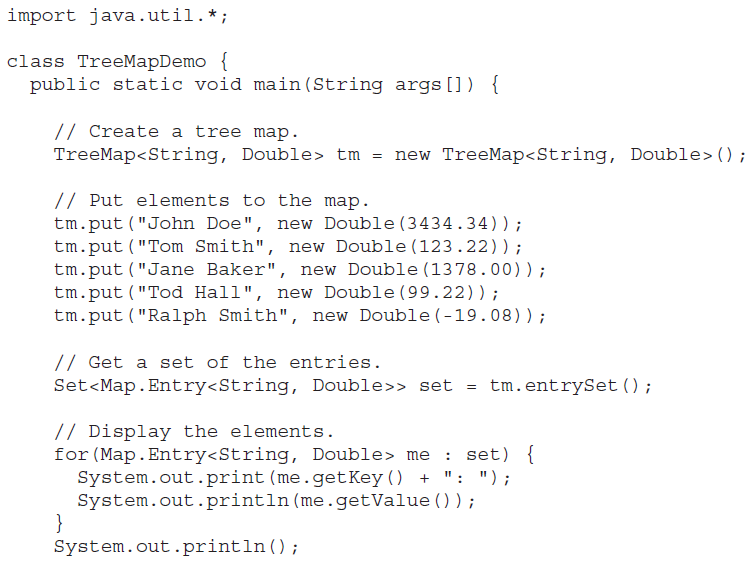 import java.util.*;

class TreeMapDemo {
  public static void main(String args[]) {

    // Create a tree map.
    TreeMap<String, Double> tm = new TreeMap<String, Double>();

    // Put elements to the map.
    tm.put("John Doe", new Double(3434.34));
    tm.put("Tom Smith", new Double(123.22));
    tm.put("Jane Baker", new Double(1378.00));
    tm.put("Tod Hall", new Double(99.22));
    tm.put("Ralph Smith", new Double(-19.08));

    // Get a set of the entries.
    Set<Map.Entry<String, Double>> set = tm.entrySet();

    // Display the elements.
    for(Map.Entry<String, Double> me : set) {
      System.out.print(me.getKey() + ": ");
      System.out.println(me.getValue());
    }
    System.out.println();